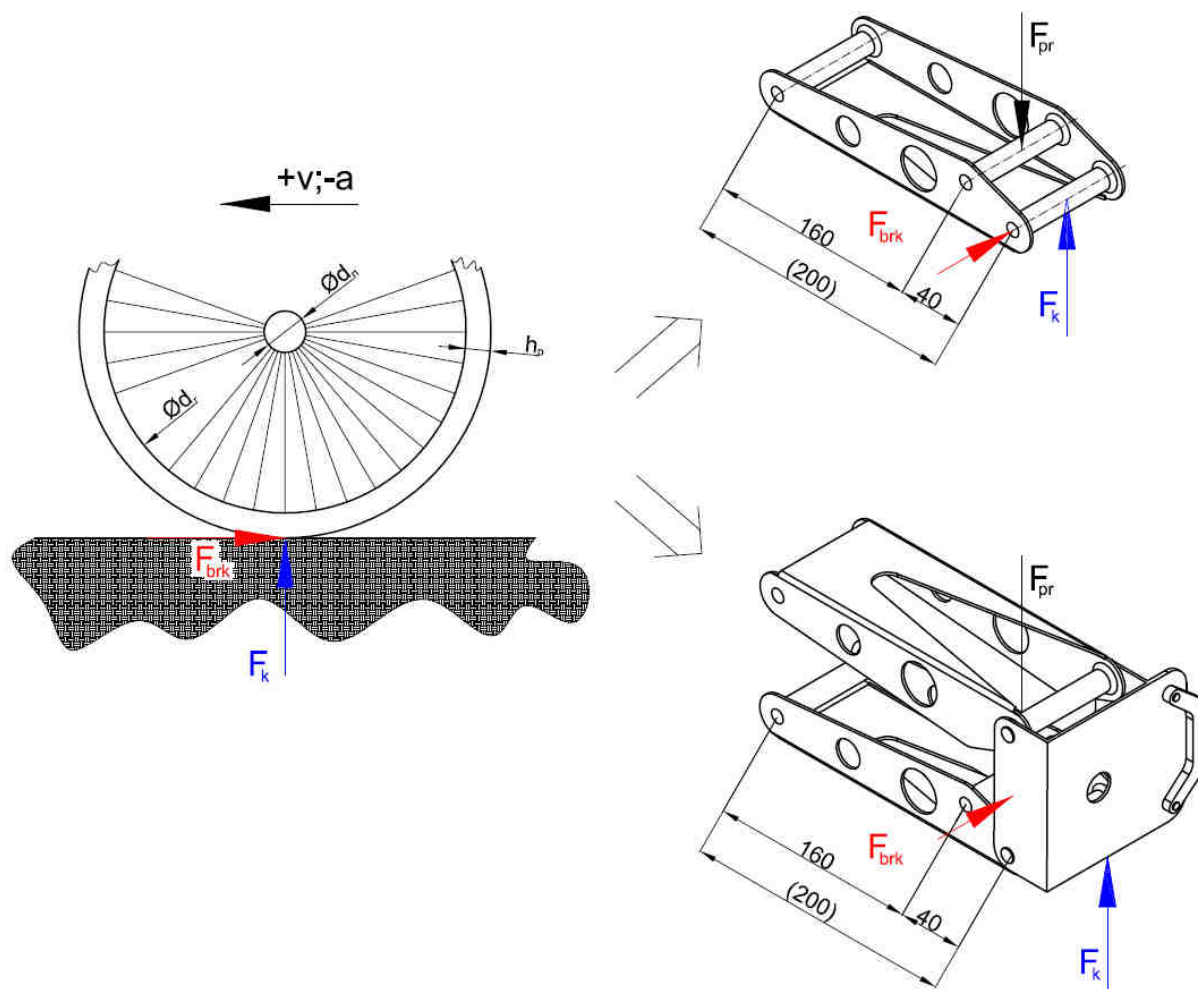 +v;-a
Ød_n
h_p
Ød_r
F_brk
F_k
F_pr
160
(200)
40
F_brk
F_k
F_pr
160
(200)
40
F_brk
F_k